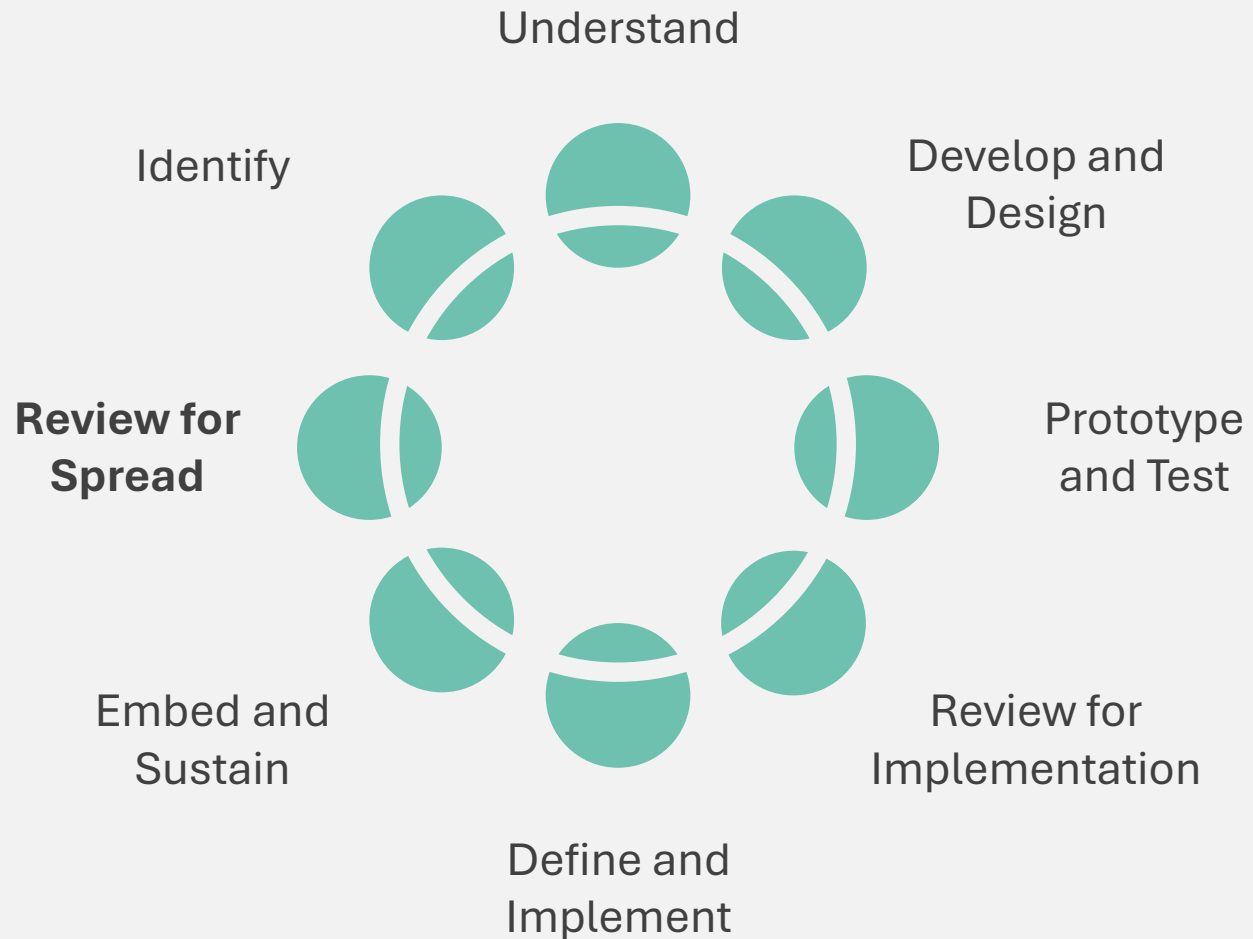 Understand
Identify
Develop and
Design
Review for
Spread
Prototype
and Test
Embed and
Sustain
Review for
Implementation
Define and
Implement